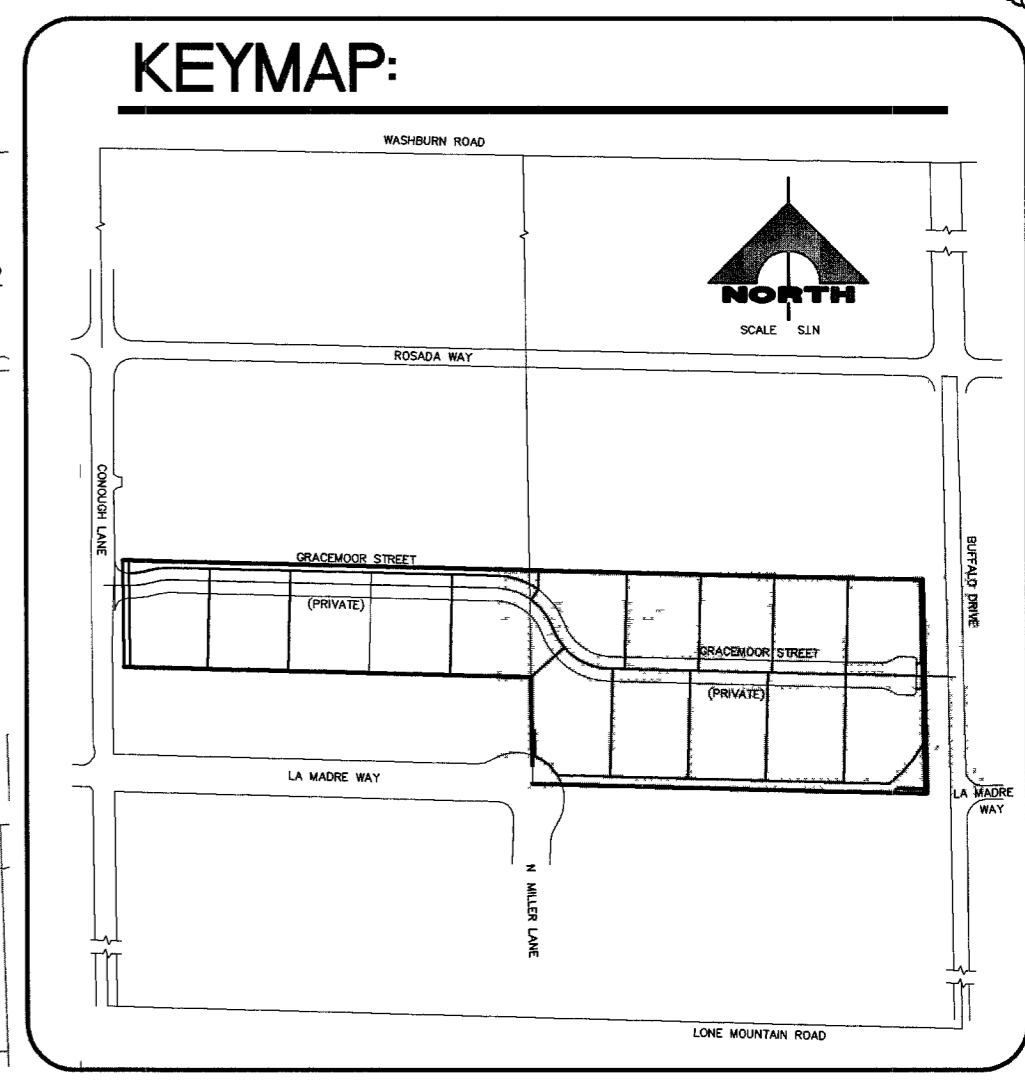 KEYMAP:
WASHBURN ROAD
NORTH
SCALE S.I.N
ROSADA WAY
CONOUGH LANE
GRACEMOOR STREET
(PRIVATE)
BUFFALO DRIVE
GRACEMOOR STREET
(PRIVATE)
LA MADRE WAY
LA MADRE
WAY
N MILLER LANE
LONE MOUNTAIN ROAD